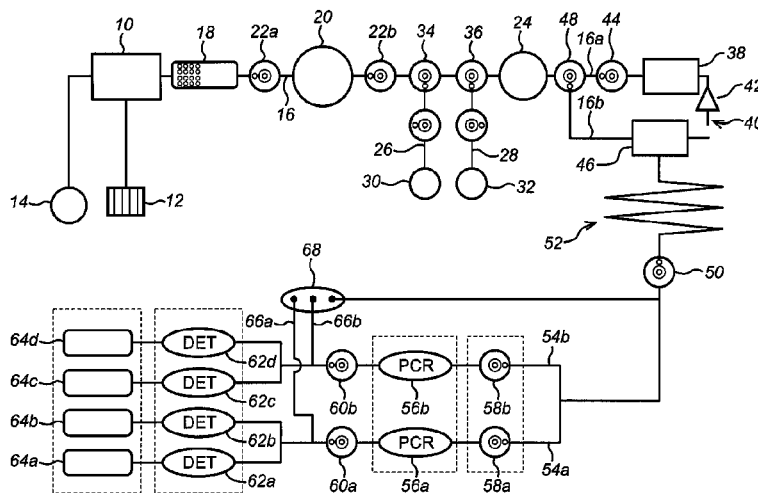 10
18
22a
20
22b
34
36
24
48
16a
44
38
42
16
16b
40
26
28
46
14
12
30
32
52
68
50
66a
66b
64d
DET
62d
54b
60b
PCR
56b
58b
64c
DET
62c
64b
DET
62b
64a
DET
62a
60a
PCR
56a
58a
54a